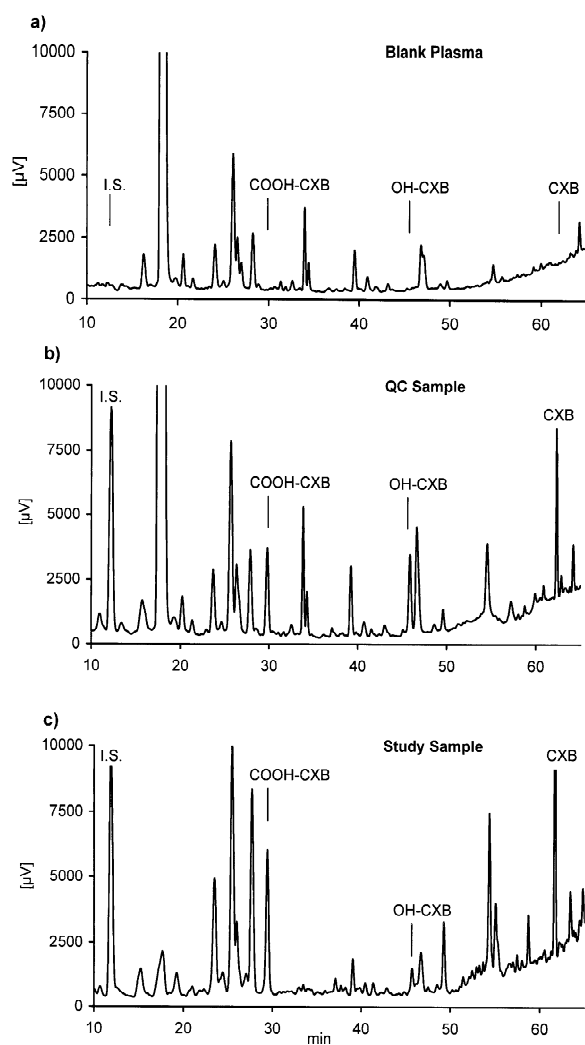 a)
Blank Plasma
10000
7500
5000
2500
0
[µV]
I.S.
COOH-CXB
OH-CXB
CXB
10 20 30 40 50 60
b)
QC Sample
10000
7500
5000
2500
0
[µV]
I.S.
COOH-CXB
OH-CXB
CXB
10 20 30 40 50 60
c)
Study Sample
10000
7500
5000
2500
0
[µV]
I.S.
COOH-CXB
OH-CXB
CXB
10 20 30 40 50 60
min